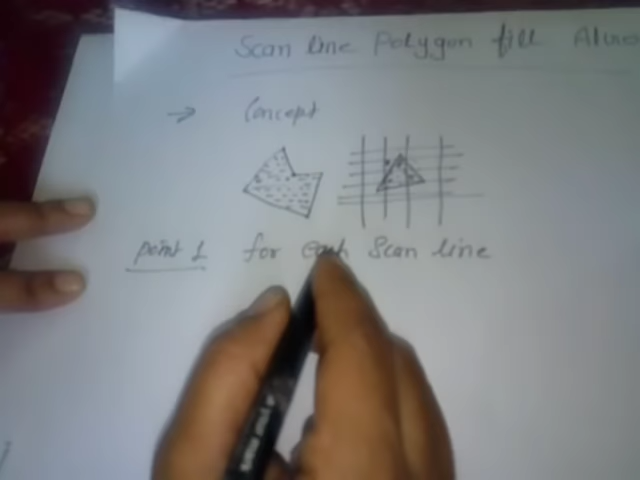 Scan line Polygon fill
→ Concept
point 1 for each Scan line